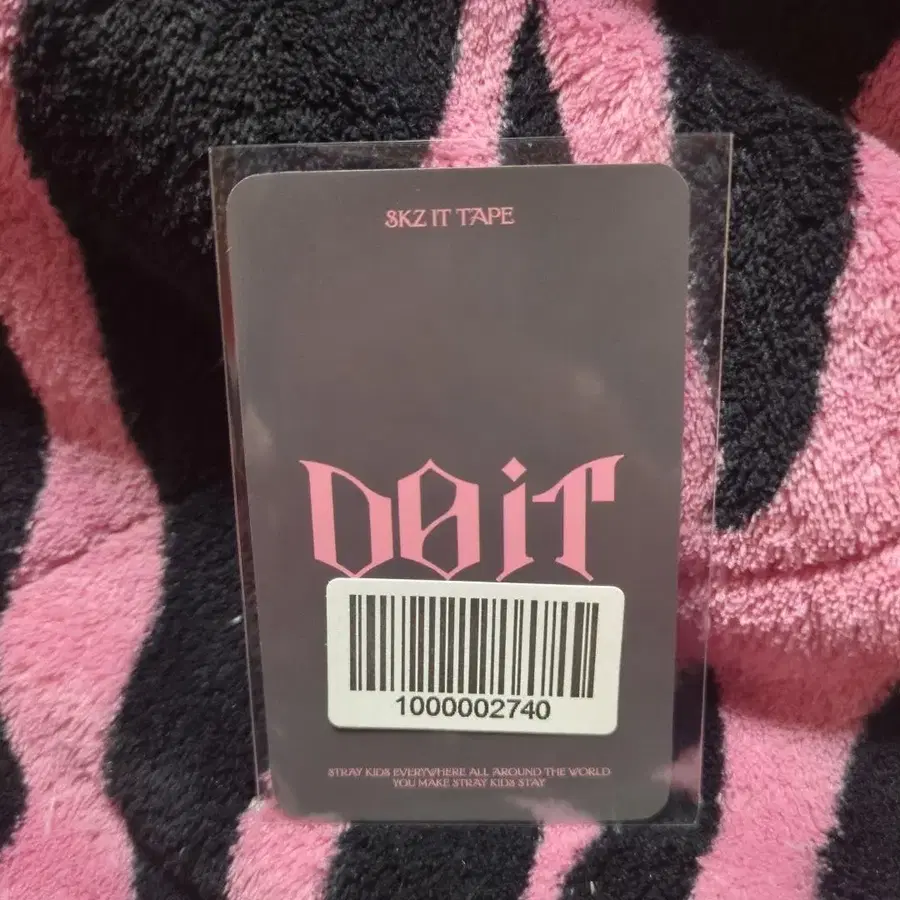 SKZ IT TAPE
DO IT
1000002740
STRAY KIDS EVERYWHERE ALL AROUND THE WORLD
YOU MAKE STRAY KIDS STAY